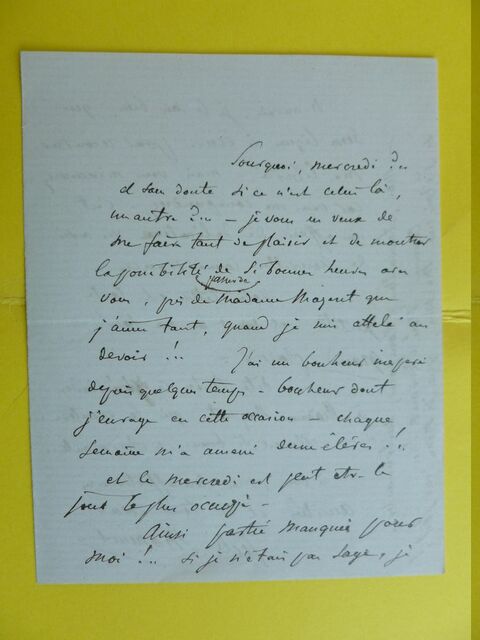 Pourquoi, mercredi ?..
et sans doute si ce n'est celui là,
un autre ?.. – je vous en veux de
me faire tant de plaisir et de montrer
la possibilité de si bonnes heures avec
passer de
vous, près de Madame que
j'aime tant, quand je suis attelé au
devoir !.. J'ai un bonheur inespéré
depuis quelque temps – bonheur dont
j'enrage en cette occasion – chaque
semaine m'a amené deux élèves !..
et le mercredi est peut etre le
jour le plus occupé –
Ainsi partie manquée pour
moi !.. si je n'étais pas sage, je